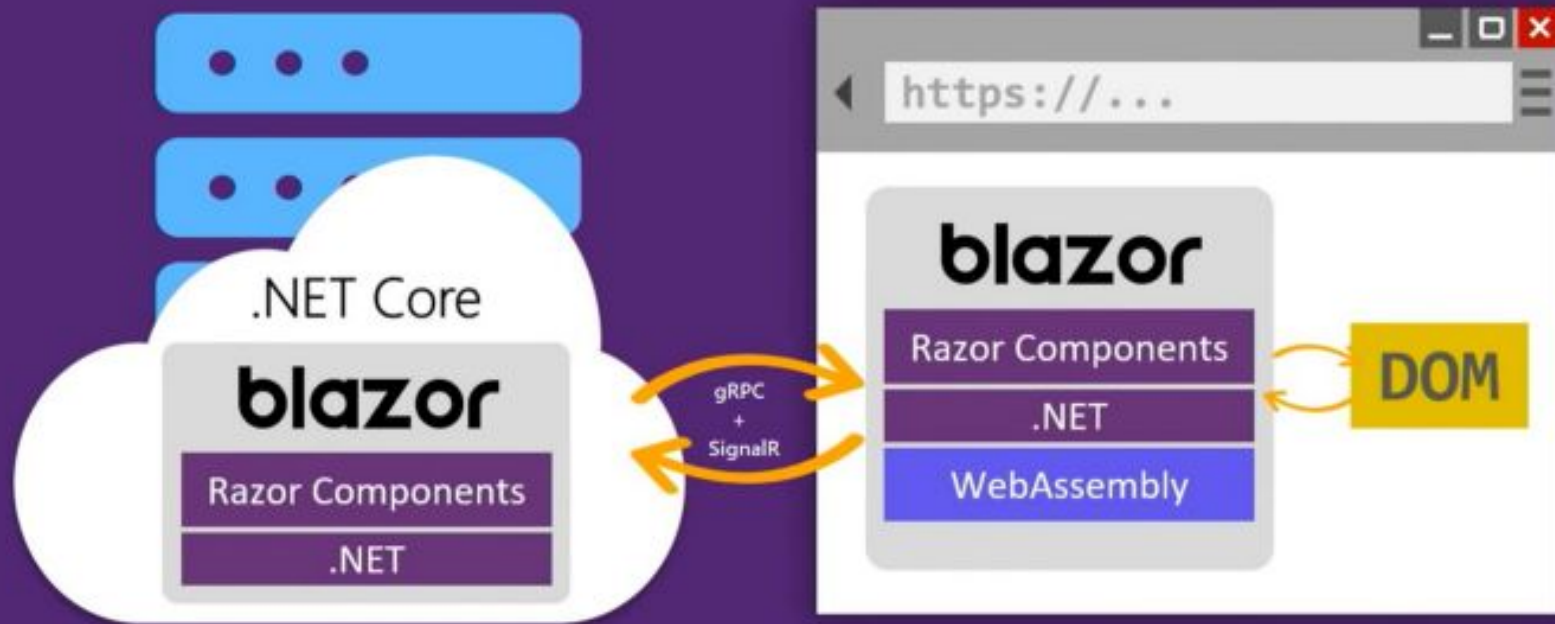 .NET Core
blazor
Razor Components
.NET
gRPC
+
SignalR
https://...
blazor
Razor Components
.NET
WebAssembly
DOM